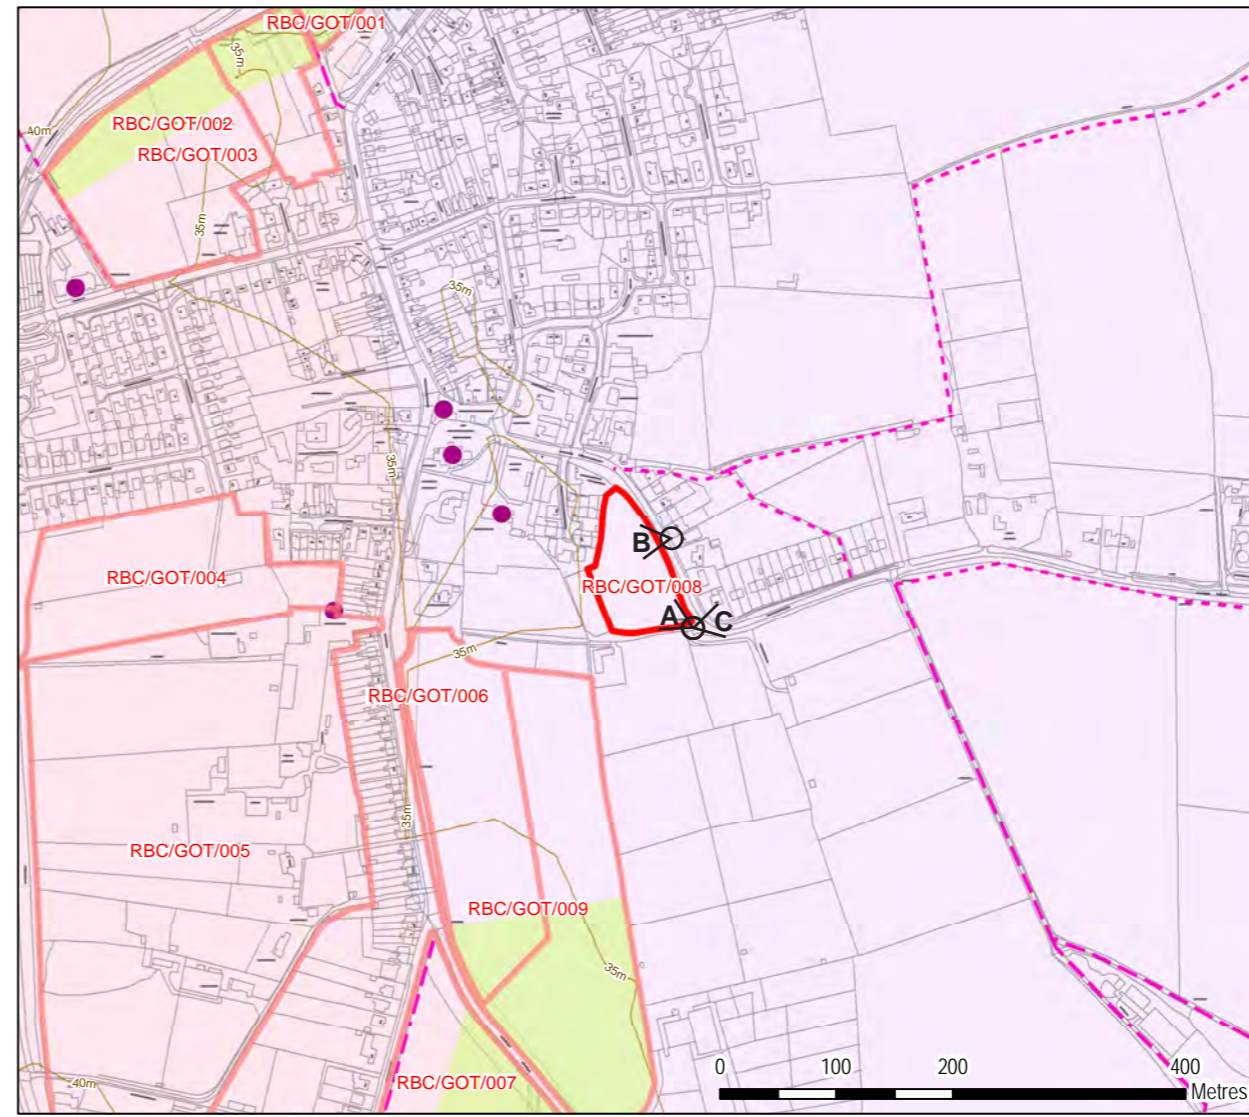 RBC/GOT/001
35m
RBC/GOT/002
40m
RBC/GOT/003
35m
35m
35m
RBC/GOT/004
B
RBC/GOT/008
A C
35m
RBC/GOT/006
35m
RBC/GOT/005
RBC/GOT/009
35m
40m
RBC/GOT/007
0 100 200 400
Metres